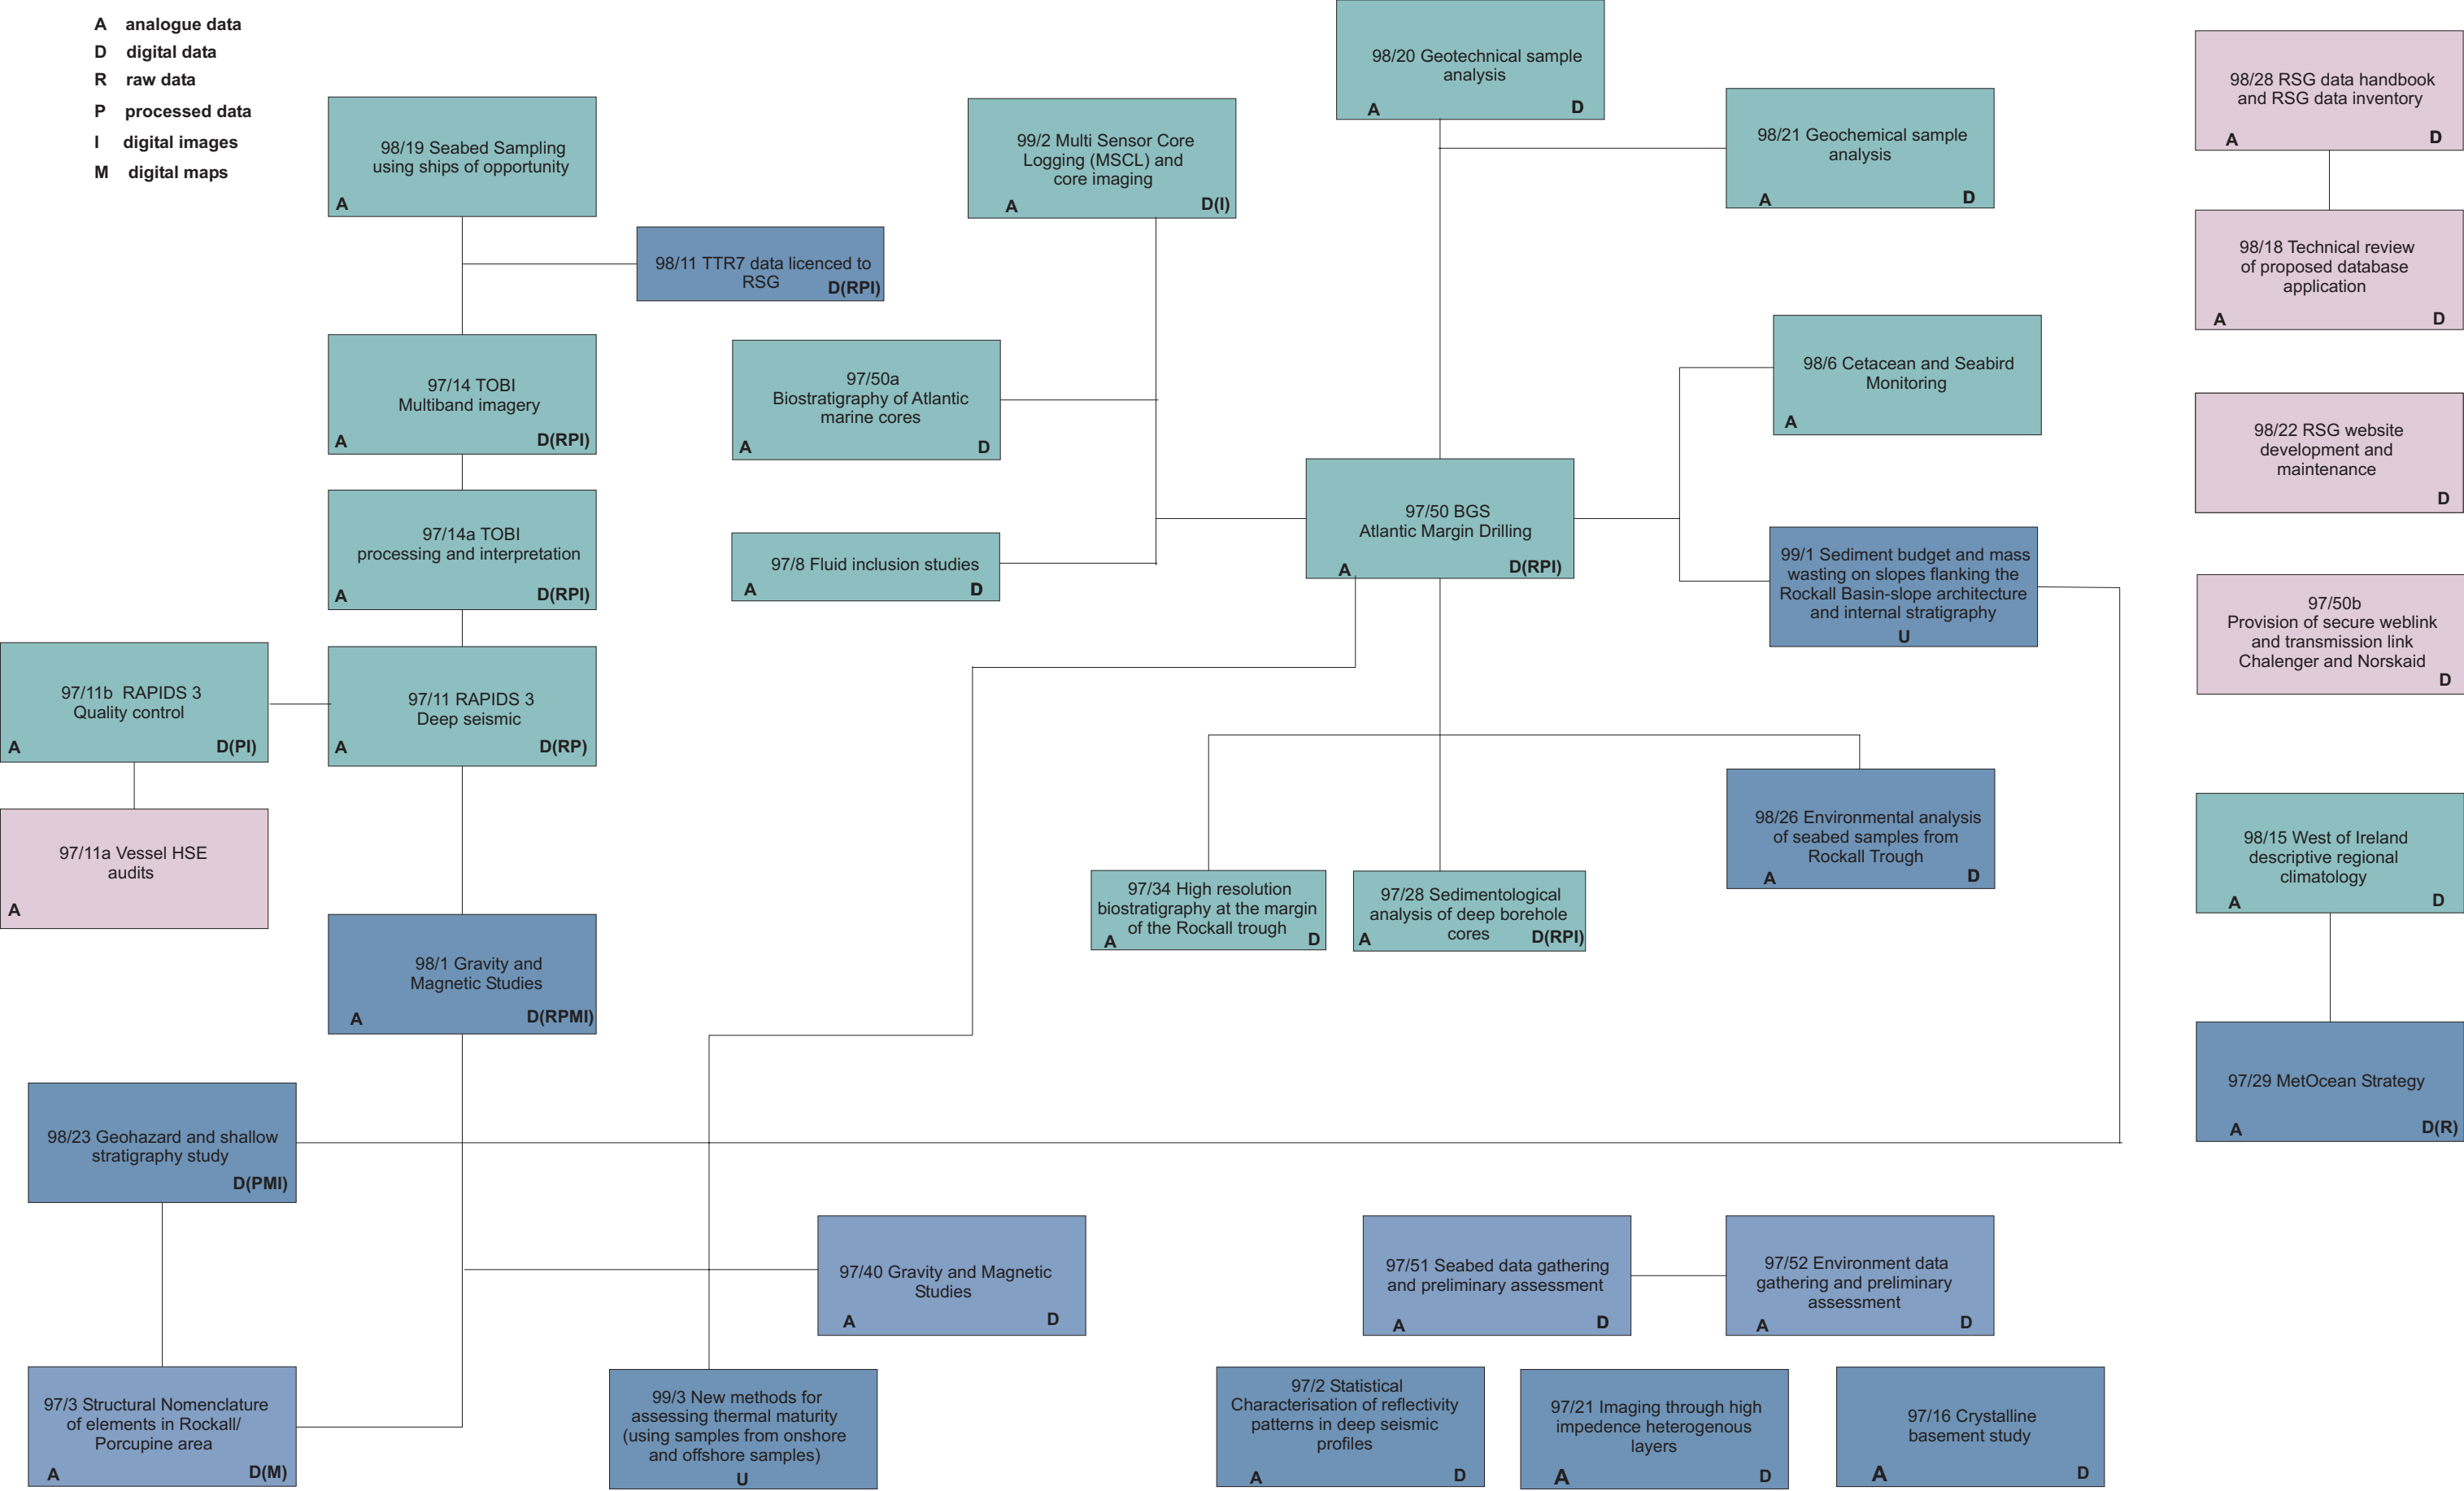 A analogue data
D digital data
R raw data
P processed data
I digital images
M digital maps
98/19 Seabed Sampling
using ships of opportunity
A
98/11 TTR7 data licenced to
RSG
D(RPI)
97/14 TOBI
Multiband imagery
A D(RPI)
97/14a TOBI
processing and interpretation
A D(RPI)
97/11b RAPIDS 3
Quality control
A D(PI)
97/11 RAPIDS 3
Deep seismic
A D(RP)
97/11a Vessel HSE
audits
A
98/1 Gravity and
Magnetic Studies
A D(RPMI)
98/23 Geohazard and shallow
stratigraphy study
D(PMI)
97/3 Structural Nomenclature
of elements in Rockall/
Porcupine area
A D(M)
97/40 Gravity and Magnetic
Studies
A D
99/3 New methods for
assessing thermal maturity
(using samples from onshore
and offshore samples)
U
99/2 Multi Sensor Core
Logging (MSCL) and
core imaging
A D(I)
97/50a
Biostratigraphy of Atlantic
marine cores
A D
97/8 Fluid inclusion studies
A D
98/20 Geotechnical sample
analysis
A D
98/21 Geochemical sample
analysis
A D
98/6 Cetacean and Seabird
Monitoring
A
97/50 BGS
Atlantic Margin Drilling
A D(RPI)
99/1 Sediment budget and mass
wasting on slopes flanking the
Rockall Basin-slope architecture
and internal stratigraphy
U
98/26 Environmental analysis
of seabed samples from
Rockall Trough
A D
97/34 High resolution
biostratigraphy at the margin
of the Rockall trough
A D
97/28 Sedimentological
analysis of deep borehole
cores
A D(RPI)
97/51 Seabed data gathering
and preliminary assessment
A D
97/52 Environment data
gathering and preliminary
assessment
A D
97/2 Statistical
Characterisation of reflectivity
patterns in deep seismic
profiles
A D
97/21 Imaging through high
impedence heterogenous
layers
A D
97/16 Crystalline
basement study
A D
98/28 RSG data handbook
and RSG data inventory
A D
98/18 Technical review
of proposed database
application
A D
98/22 RSG website
development and
maintenance
D
97/50b
Provision of secure weblink
and transmission link
Chalenger and Norskaid
D
98/15 West of Ireland
descriptive regional
climatology
A D
97/29 MetOcean Strategy
A D(R)